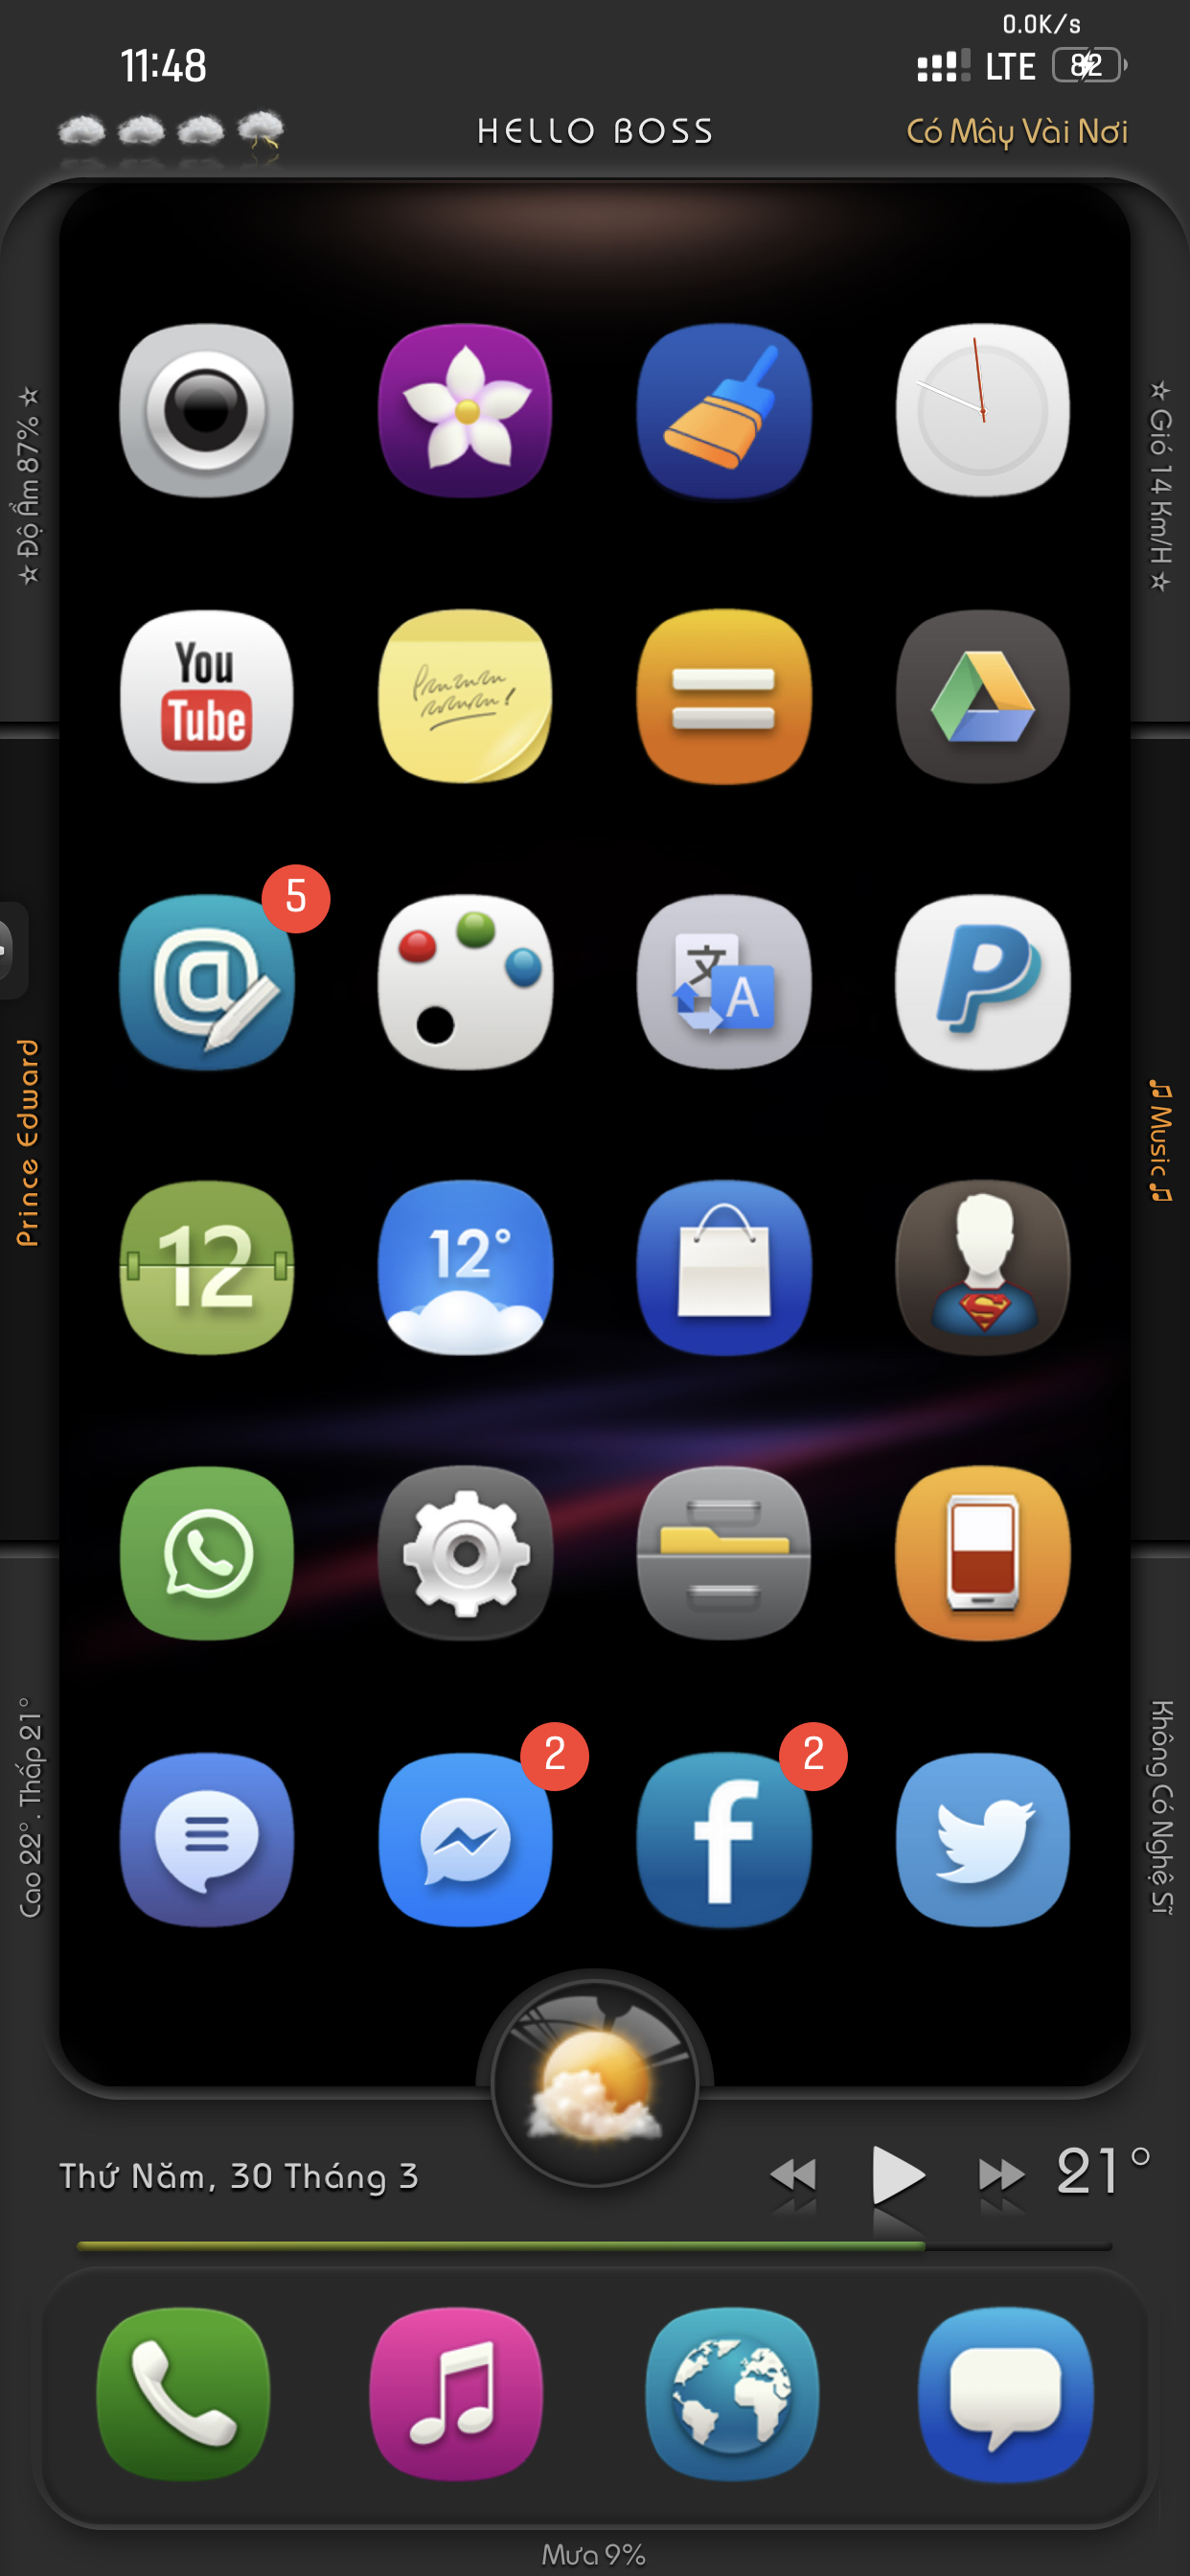 0.0K/s
11:48
LTE
82
HELLO BOSS
Có Mây Vài Nơi
☆ Độ Ẩm 87% ☆
☆ Gió 14 Km/H ☆
You
Tube
5
文
A
Prince Edward
♫ Music ♫
12
12°
Cao 22° . Thấp 21°
Không Có Nghệ Sĩ
2
2
Thứ Năm, 30 Tháng 3
21°
Mưa 9%